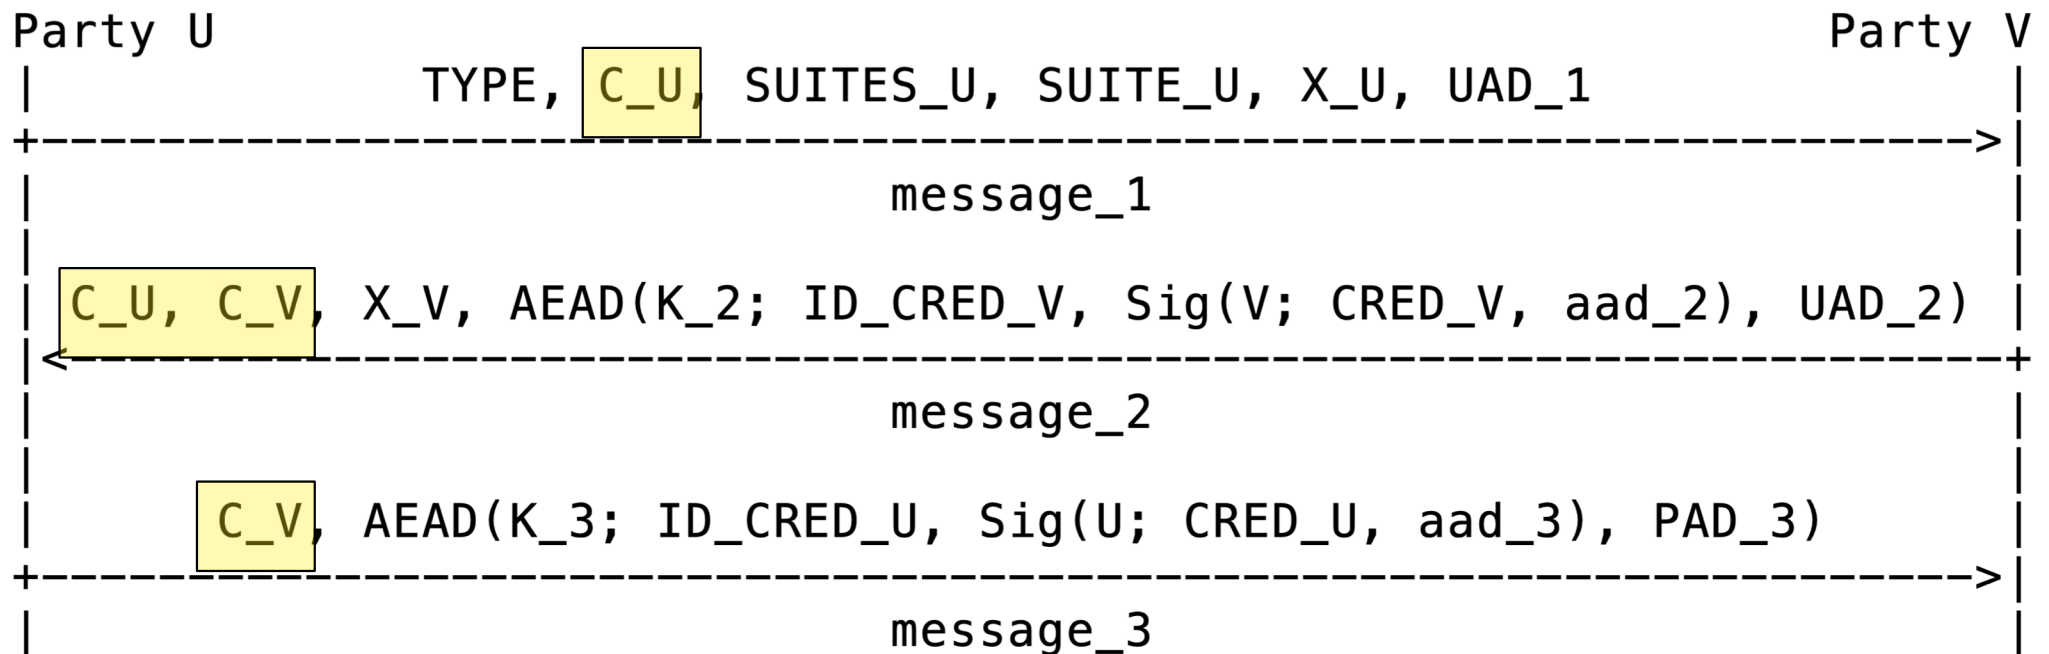 Party U Party V
| TYPE, C_U, SUITES_U, SUITE_U, X_U, UAD_1 |
+------------------------------------------------------------------>|
| message_1 |
| C_U, C_V, X_V, AEAD(K_2; ID_CRED_V, Sig(V; CRED_V, aad_2), UAD_2) |
|<------------------------------------------------------------------+
| message_2 |
| C_V, AEAD(K_3; ID_CRED_U, Sig(U; CRED_U, aad_3), PAD_3) |
+------------------------------------------------------------------>|
| message_3 |